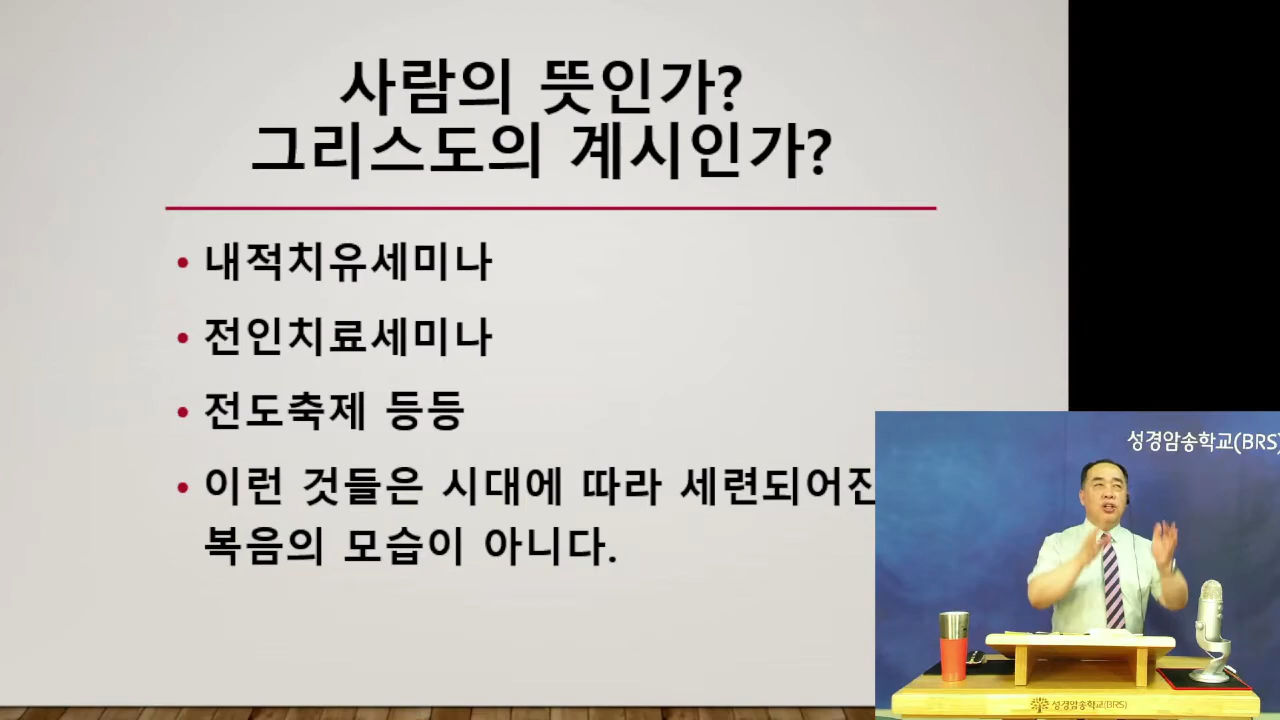 사람의 뜻인가?
그리스도의 계시인가?
• 내적치유세미나
• 전인치료세미나
• 전도축제 등등
• 이런 것들은 시대에 따라 세련되어진
복음의 모습이 아니다.
성경암송학교(BRS)
성경암송학교(BRS)